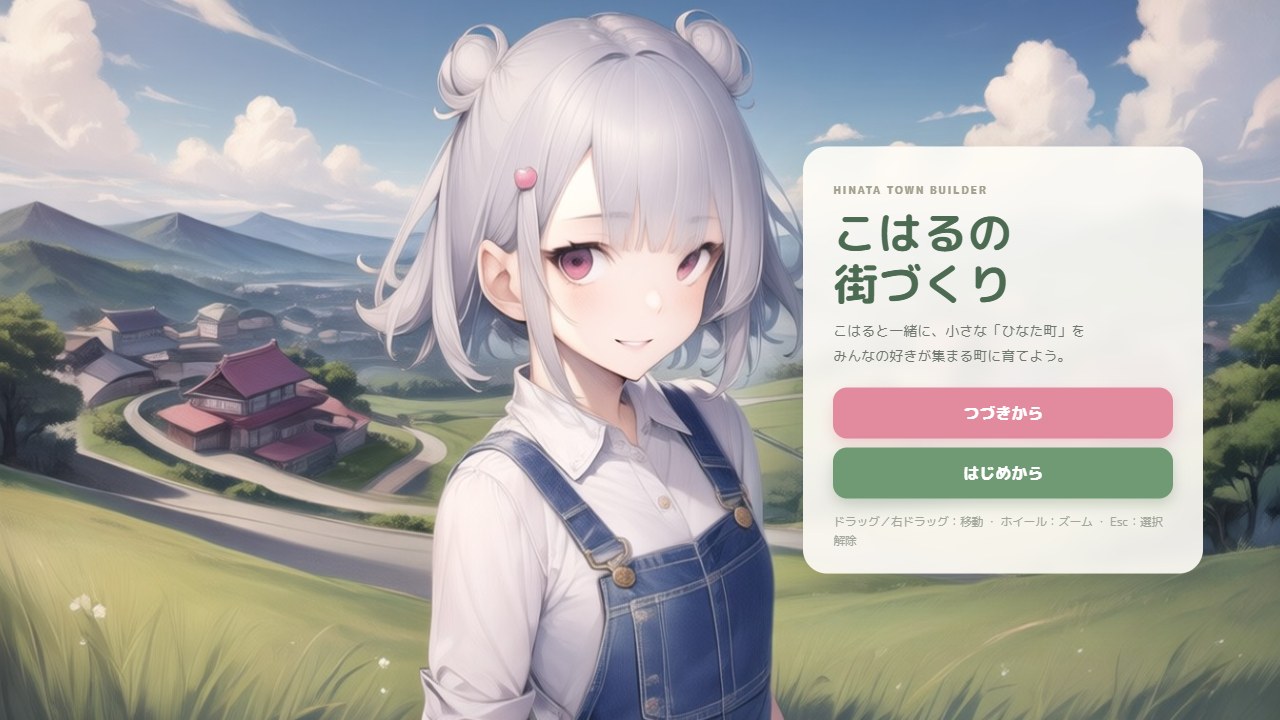 HINATA TOWN BUILDER
こはるの
街づくり
こはると一緒に、小さな「ひなた町」を
みんなの好きが集まる町に育てよう。
つづきから
はじめから
ドラッグ／右ドラッグ：移動 · ホイール：ズーム · Esc：選択
解除